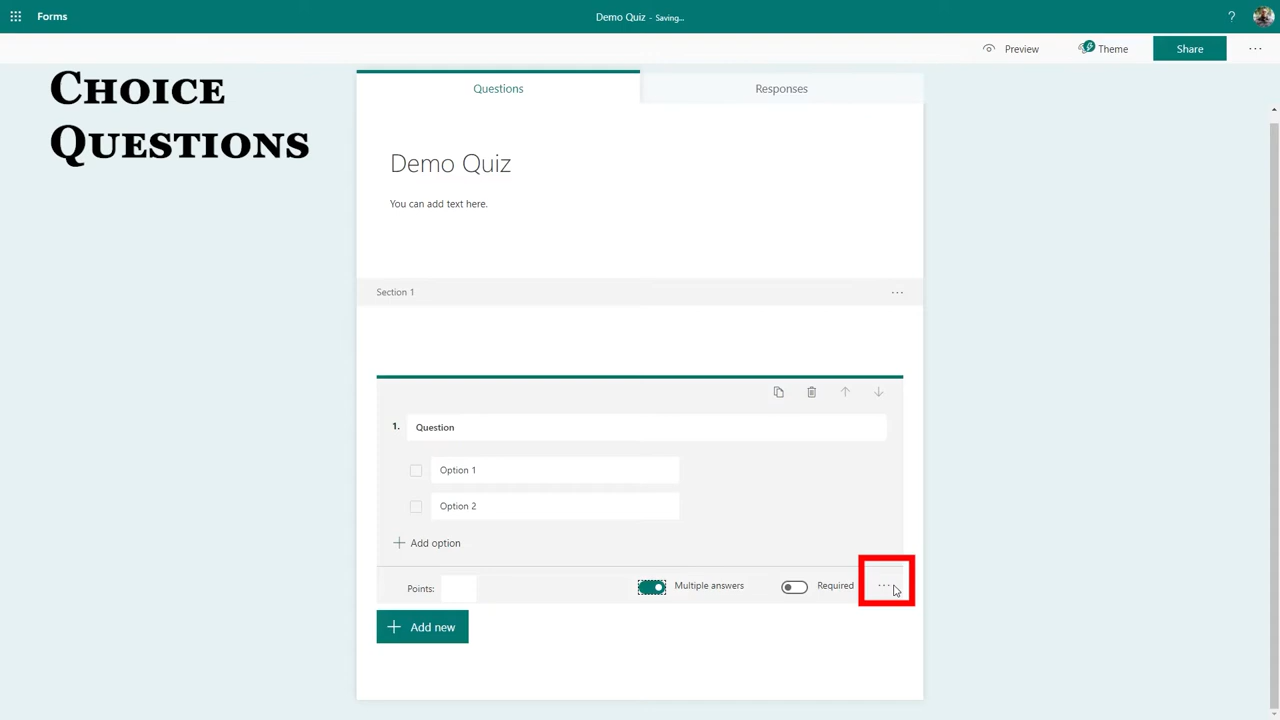 Forms
Demo Quiz - Saving...
?
Preview
Theme
Share
...
CHOICE
QUESTIONS
Questions
Responses
Demo Quiz
You can add text here.
Section 1
...
1. Question
Option 1
Option 2
+ Add option
Points:
Multiple answers
Required
...
+ Add new